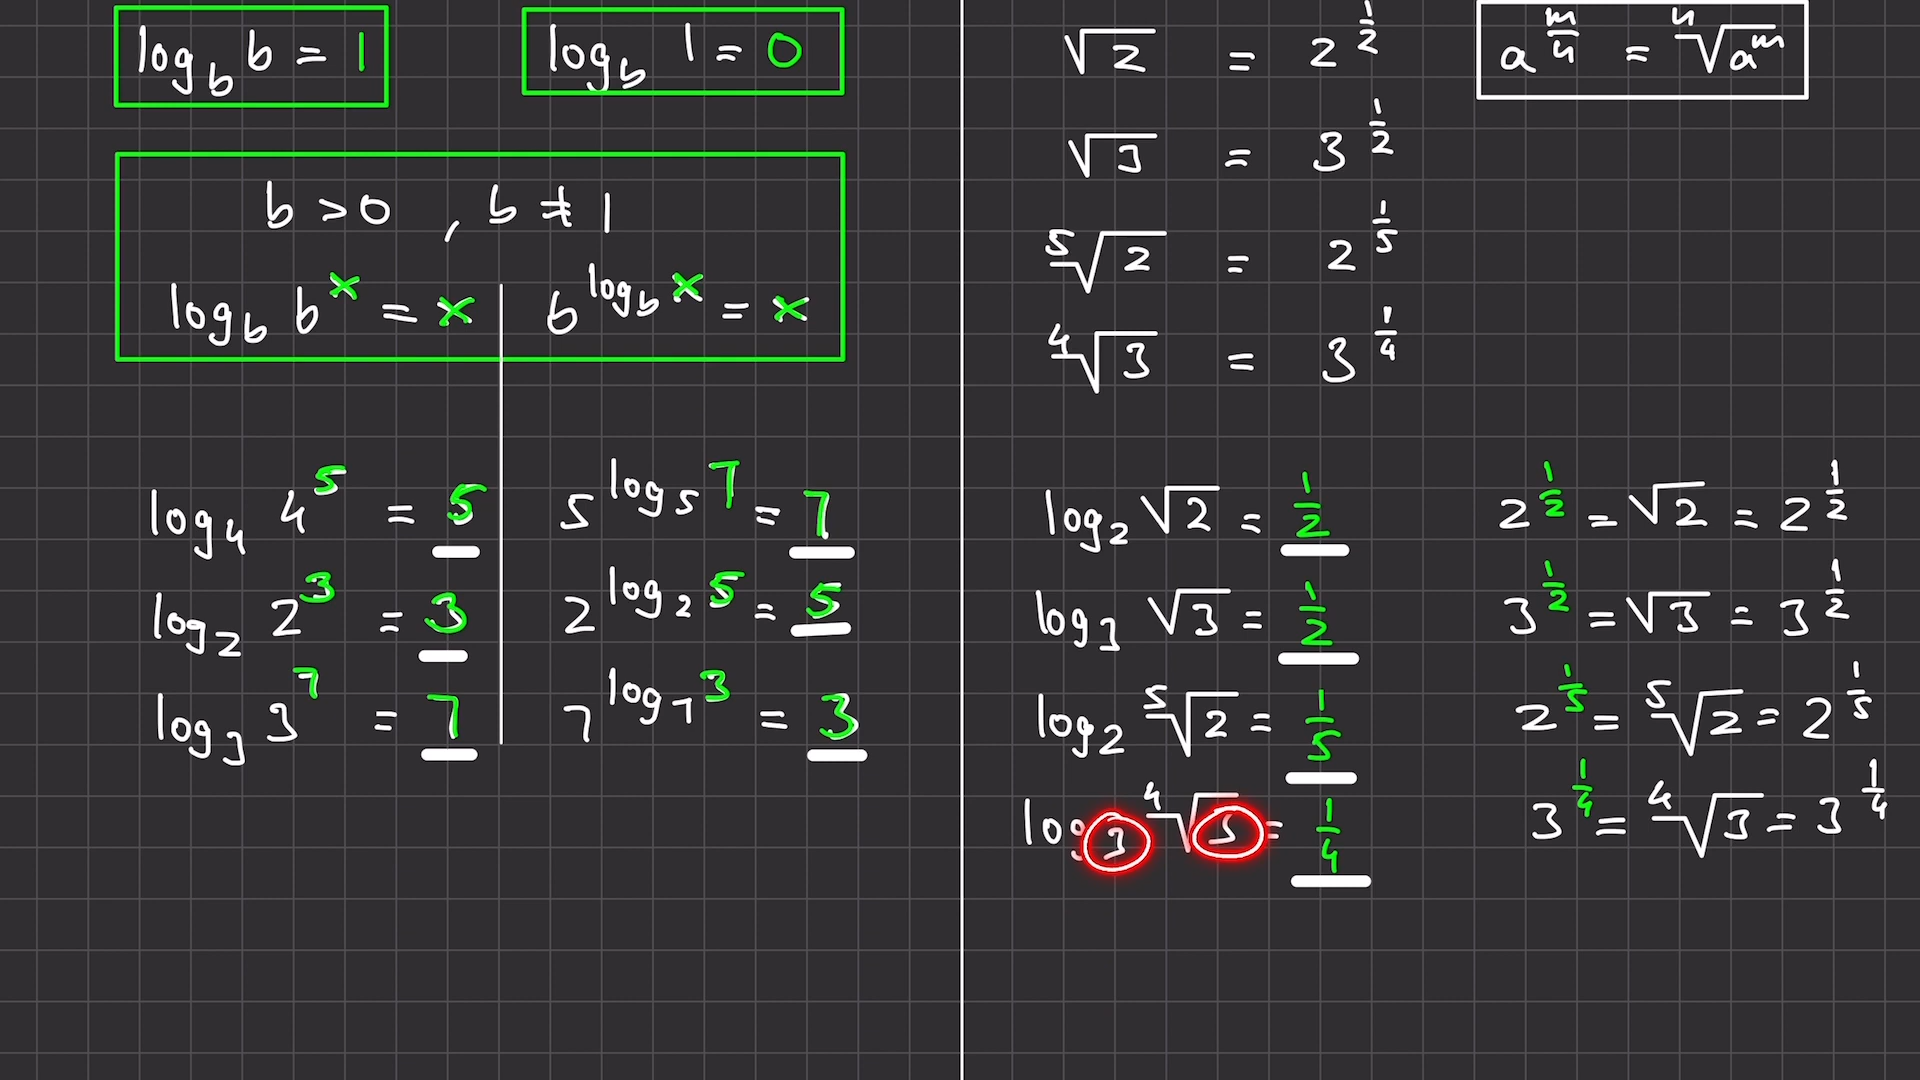 log_b b = 1
log_b 1 = 0
b > 0 , b ≠ 1
log_b b^x = x
b^(log_b x) = x
log_4 4^5 = 5
5^(log_5 7) = 7
log_2 2^3 = 3
2^(log_2 5) = 5
log_3 3^7 = 7
7^(log_7 3) = 3
√2 = 2^(1/2)
a^(m/n) = ⁿ√(a^m)
√3 = 3^(1/2)
⁵√2 = 2^(1/5)
⁴√3 = 3^(1/4)
log_2 √2 = 1/2
2^(1/2) = √2 = 2^(1/2)
log_3 √3 = 1/2
3^(1/2) = √3 = 3^(1/2)
log_2 ⁵√2 = 1/5
2^(1/5) = ⁵√2 = 2^(1/5)
log_3 ⁴√3 = 1/4
3^(1/4) = ⁴√3 = 3^(1/4)